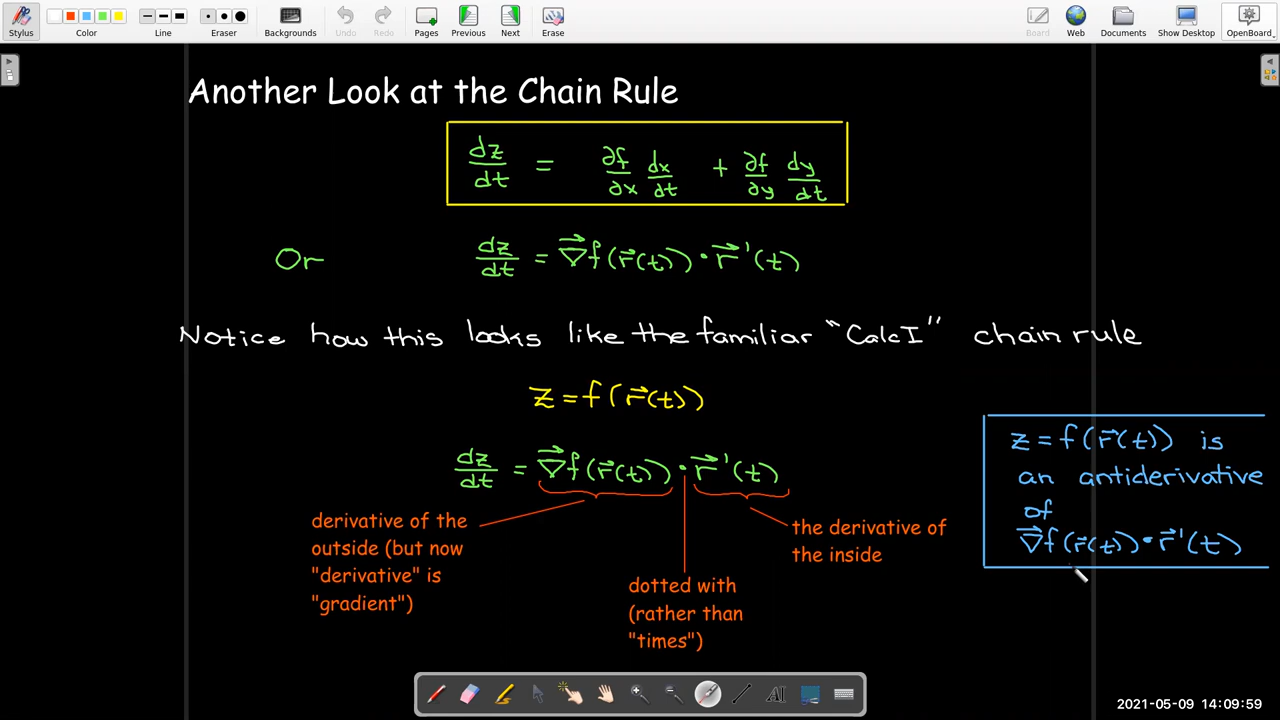 Stylus Color Line Eraser Backgrounds Undo Redo Pages Previous Next Erase Board Web Documents Show Desktop OpenBoard
Another Look at the Chain Rule
dz/dt = ∂f/∂x dx/dt + ∂f/∂y dy/dt
Or dz/dt = ∇⃗f(r⃗(t))•r⃗'(t)
Notice how this looks like the familiar "Calc I" chain rule
z = f(r⃗(t))
dz/dt = ∇⃗f(r⃗(t))•r⃗'(t)
derivative of the
outside (but now
"derivative" is
"gradient")
dotted with
(rather than
"times")
the derivative of
the inside
z = f(r⃗(t)) is
an antiderivative
of
∇⃗f(r⃗(t))•r⃗'(t)
AI
2021-05-09 14:09:59